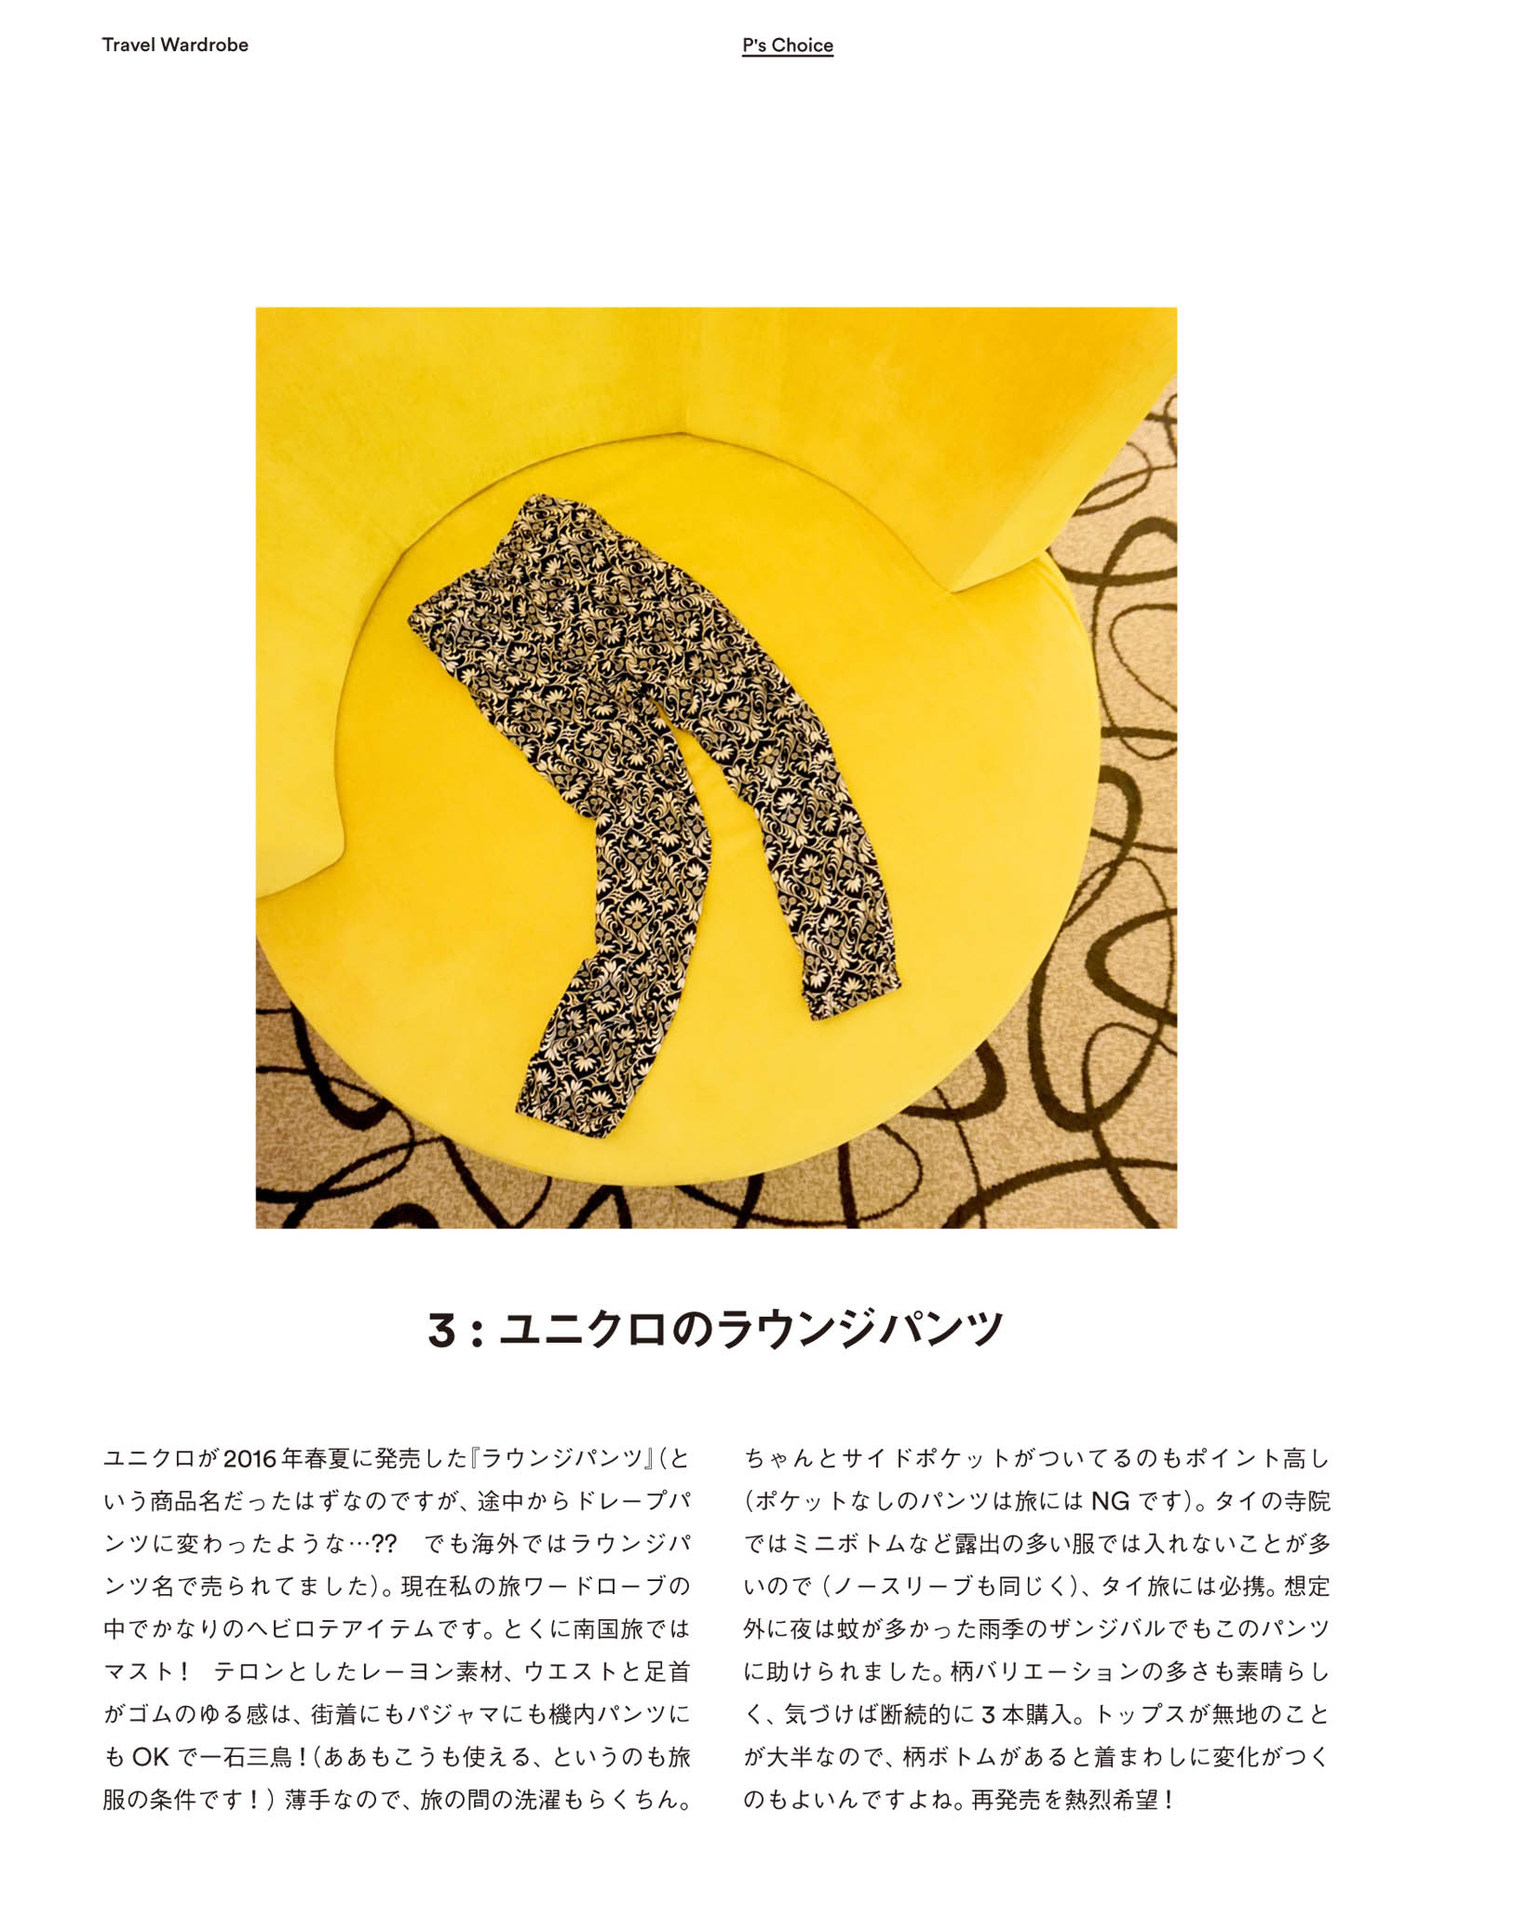 Travel Wardrobe
P's Choice
3 : ユニクロのラウンジパンツ
ユニクロが2016年春夏に発売した『ラウンジパンツ』（と
いう商品名だったはずなのですが、途中からドレープパ
ンツに変わったような…??　でも海外ではラウンジパ
ンツ名で売られてました）。現在私の旅ワードローブの
中でかなりのヘビロテアイテムです。とくに南国旅では
マスト！　テロンとしたレーヨン素材、ウエストと足首
がゴムのゆる感は、街着にもパジャマにも機内パンツに
も OK で一石三鳥！（ああもこうも使える、というのも旅
服の条件です！）薄手なので、旅の間の洗濯もらくちん。
ちゃんとサイドポケットがついてるのもポイント高し
（ポケットなしのパンツは旅には NG です）。タイの寺院
ではミニボトムなど露出の多い服では入れないことが多
いので（ノースリーブも同じく）、タイ旅には必携。想定
外に夜は蚊が多かった雨季のザンジバルでもこのパンツ
に助けられました。柄バリエーションの多さも素晴らし
く、気づけば断続的に 3 本購入。トップスが無地のこと
が大半なので、柄ボトムがあると着まわしに変化がつく
のもよいんですよね。再発売を熱烈希望！